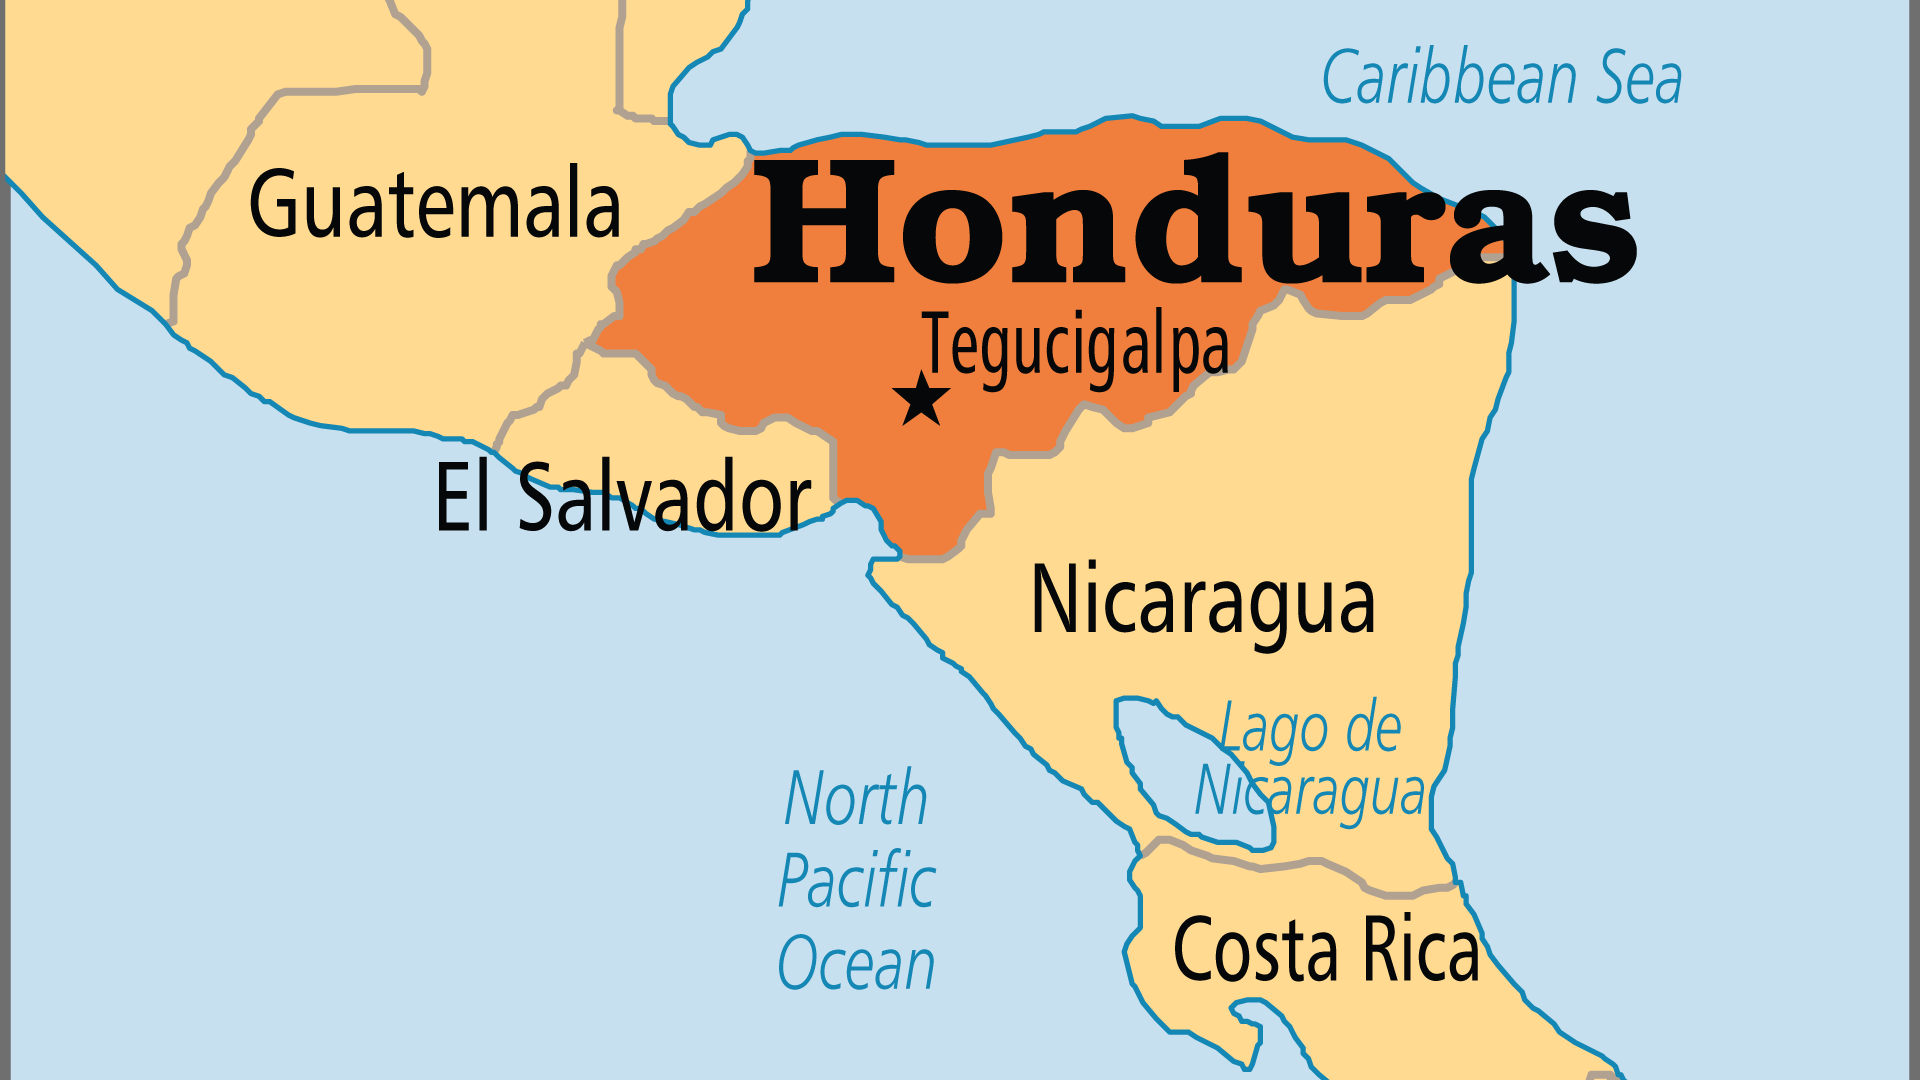 Caribbean Sea
Guatemala
Honduras
Tegucigalpa
El Salvador
Nicaragua
Lago de
Nicaragua
North
Pacific
Ocean
Costa Rica